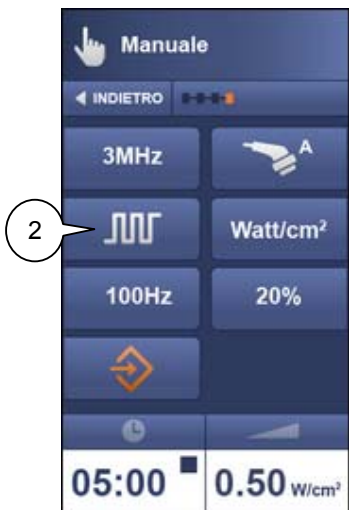 Manuale
INDIETRO
3MHz A
2 Watt/cm²
100Hz 20%
05:00 0.50 W/cm²